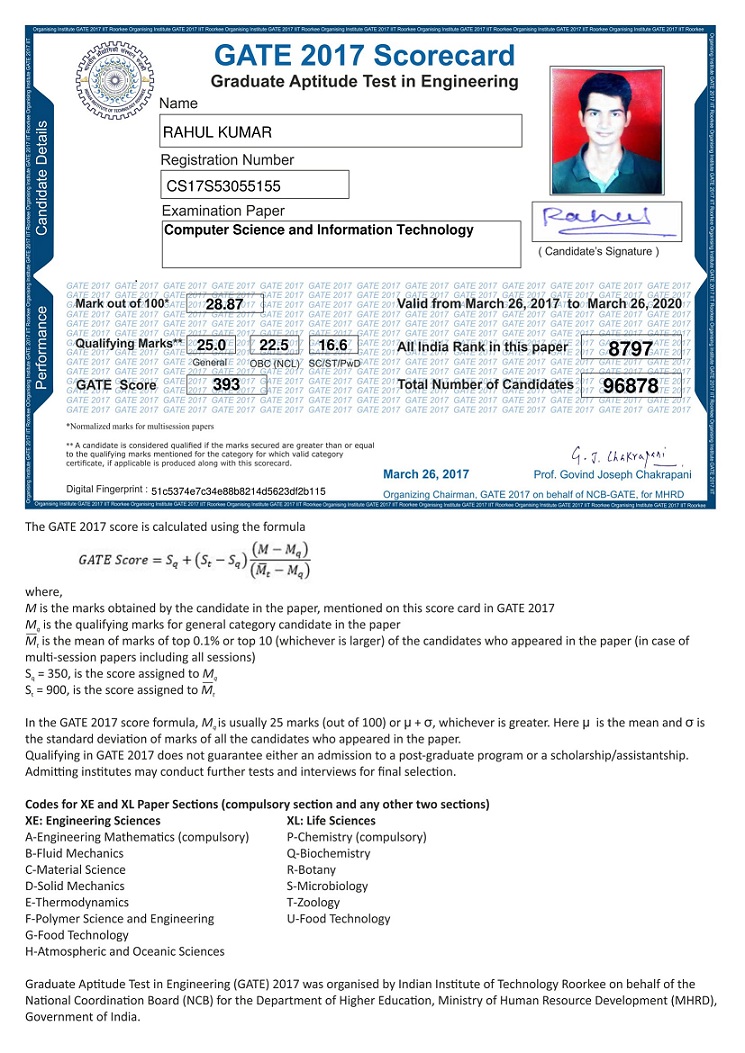 Organising Institute GATE 2017 IIT Roorkee
GATE 2017 Scorecard
Graduate Aptitude Test in Engineering
Candidate Details
Name
RAHUL KUMAR
Registration Number
CS17S53055155
Examination Paper
Computer Science and Information Technology
Rahul
( Candidate's Signature )
Performance
GATE 2017 GATE 2017 GATE 2017 GATE 2017 GATE 2017 GATE 2017 GATE 2017 GATE 2017 GATE 2017 GATE 2017 GATE 2017 GATE 2017 GATE 2017
Mark out of 100* 28.87 Valid from March 26, 2017 to March 26, 2020
Qualifying Marks** 25.0 22.5 16.6 All India Rank in this paper 8797
General OBC (NCL) SC/ST/PwD
GATE Score 393 Total Number of Candidates 96878
*Normalized marks for multisession papers
** A candidate is considered qualified if the marks secured are greater than or equal
to the qualifying marks mentioned for the category for which valid category
certificate, if applicable is produced along with this scorecard.
G. J. Chakrapani
March 26, 2017 Prof. Govind Joseph Chakrapani
Digital Fingerprint : 51c5374e7c34e88b8214d5623df2b115
Organizing Chairman, GATE 2017 on behalf of NCB-GATE, for MHRD
The GATE 2017 score is calculated using the formula
GATE Score = S_q + (S_t − S_q) (M − M_q) / (M̅_t − M_q)
where,
M is the marks obtained by the candidate in the paper, mentioned on this score card in GATE 2017
M_q is the qualifying marks for general category candidate in the paper
M̅_t is the mean of marks of top 0.1% or top 10 (whichever is larger) of the candidates who appeared in the paper (in case of
multi-session papers including all sessions)
S_q = 350, is the score assigned to M_q
S_t = 900, is the score assigned to M̅_t
In the GATE 2017 score formula, M_q is usually 25 marks (out of 100) or μ + σ, whichever is greater. Here μ is the mean and σ is
the standard deviation of marks of all the candidates who appeared in the paper.
Qualifying in GATE 2017 does not guarantee either an admission to a post-graduate program or a scholarship/assistantship.
Admitting institutes may conduct further tests and interviews for final selection.
Codes for XE and XL Paper Sections (compulsory section and any other two sections)
XE: Engineering Sciences XL: Life Sciences
A-Engineering Mathematics (compulsory) P-Chemistry (compulsory)
B-Fluid Mechanics Q-Biochemistry
C-Material Science R-Botany
D-Solid Mechanics S-Microbiology
E-Thermodynamics T-Zoology
F-Polymer Science and Engineering U-Food Technology
G-Food Technology
H-Atmospheric and Oceanic Sciences
Graduate Aptitude Test in Engineering (GATE) 2017 was organised by Indian Institute of Technology Roorkee on behalf of the
National Coordination Board (NCB) for the Department of Higher Education, Ministry of Human Resource Development (MHRD),
Government of India.